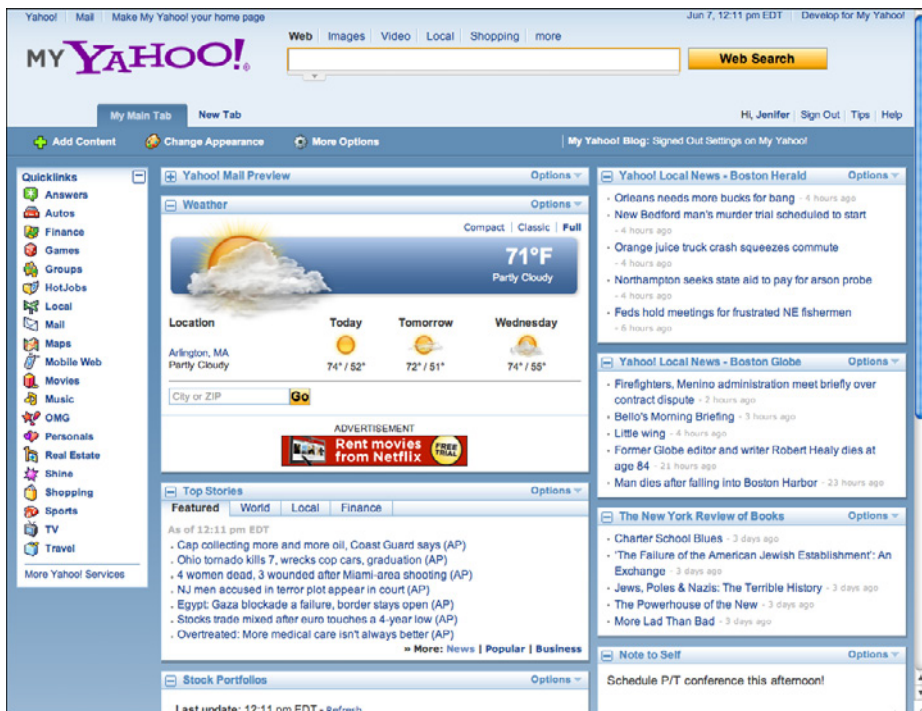 Yahoo! Mail Make My Yahoo! your home page
Jun 7, 12:11 pm EDT Develop for My Yahoo!
MY YAHOO!
Web Images Video Local Shopping more
Web Search
My Main Tab New Tab
Hi, Jenifer Sign Out Tips Help
Add Content Change Appearance More Options
My Yahoo! Blog: Signed Out Settings on My Yahoo!
Quicklinks
Answers
Autos
Finance
Games
Groups
HotJobs
Local
Mail
Maps
Mobile Web
Movies
Music
OMG
Personals
Real Estate
Shine
Shopping
Sports
TV
Travel
More Yahoo! Services
Yahoo! Mail Preview Options
Weather Options
Compact | Classic | Full
71°F
Partly Cloudy
Location Today Tomorrow Wednesday
Arlington, MA
Partly Cloudy
74° / 52° 72° / 51° 74° / 55°
City or ZIP Go
ADVERTISEMENT
Rent movies
from Netflix
FREE
TRIAL
Top Stories Options
Featured World Local Finance
As of 12:11 pm EDT
. Cap collecting more and more oil, Coast Guard says (AP)
. Ohio tornado kills 7, wrecks cop cars, graduation (AP)
. 4 women dead, 3 wounded after Miami-area shooting (AP)
. NJ men accused in terror plot appear in court (AP)
. Egypt: Gaza blockade a failure, border stays open (AP)
. Stocks trade mixed after euro touches a 4-year low (AP)
. Overtreated: More medical care isn't always better (AP)
» More: News | Popular | Business
Stock Portfolios Options
Last update: 12:11 pm EDT - Refresh
Yahoo! Local News - Boston Herald Options
· Orleans needs more bucks for bang - 4 hours ago
· New Bedford man's murder trial scheduled to start
- 4 hours ago
· Orange juice truck crash squeezes commute
- 4 hours ago
· Northampton seeks state aid to pay for arson probe
- 4 hours ago
· Feds hold meetings for frustrated NE fishermen
- 6 hours ago
Yahoo! Local News - Boston Globe Options
· Firefighters, Menino administration meet briefly over
contract dispute - 2 hours ago
· Bello's Morning Briefing - 3 hours ago
· Little wing - 4 hours ago
· Former Globe editor and writer Robert Healy dies at
age 84 - 21 hours ago
· Man dies after falling into Boston Harbor - 23 hours ago
The New York Review of Books Options
· Charter School Blues - 3 days ago
· 'The Failure of the American Jewish Establishment': An
Exchange - 3 days ago
· Jews, Poles & Nazis: The Terrible History - 3 days ago
· The Powerhouse of the New - 3 days ago
· More Lad Than Bad - 3 days ago
Note to Self Options
Schedule P/T conference this afternoon!